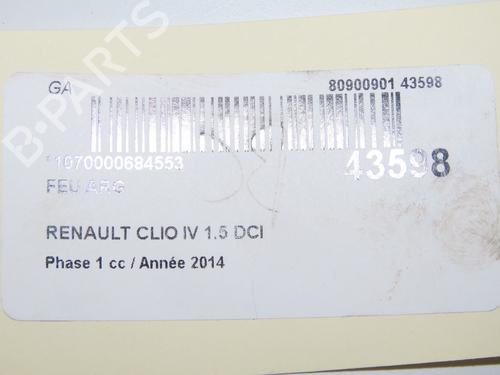 GA
80900901 43598
*1070000684553
43598
FEU ARG
RENAULT CLIO IV 1.5 DCI
Phase 1 cc / Année 2014
B-PARTS